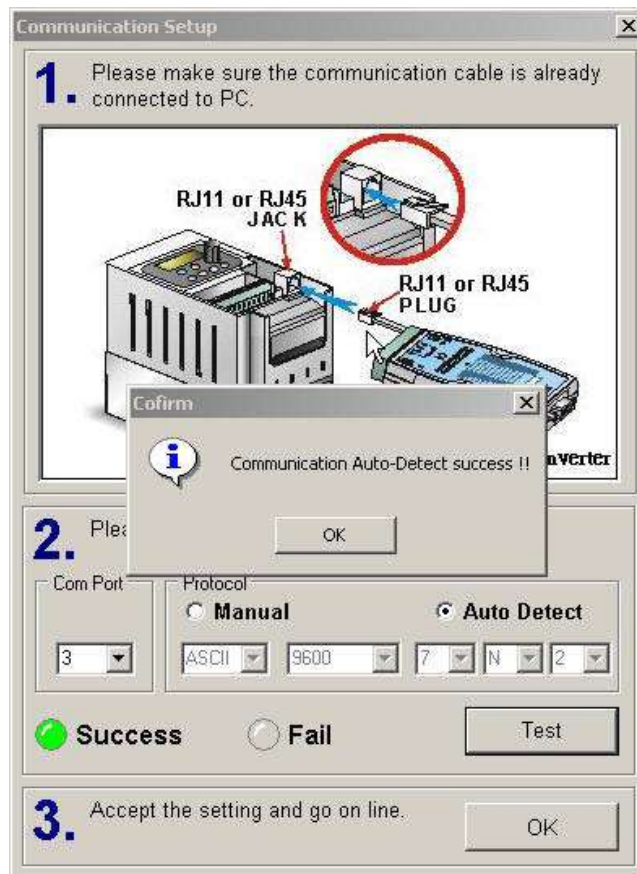 Communication Setup
1. Please make sure the communication cable is already
connected to PC.
RJ11 or RJ45
JACK
RJ11 or RJ45
PLUG
Cofirm
Communication Auto-Detect success !!
OK
nverter
2. Plea
Com Port
Protocol
Manual
Auto Detect
3
ASCII
9600
7
N
2
Success
Fail
Test
3. Accept the setting and go on line.
OK